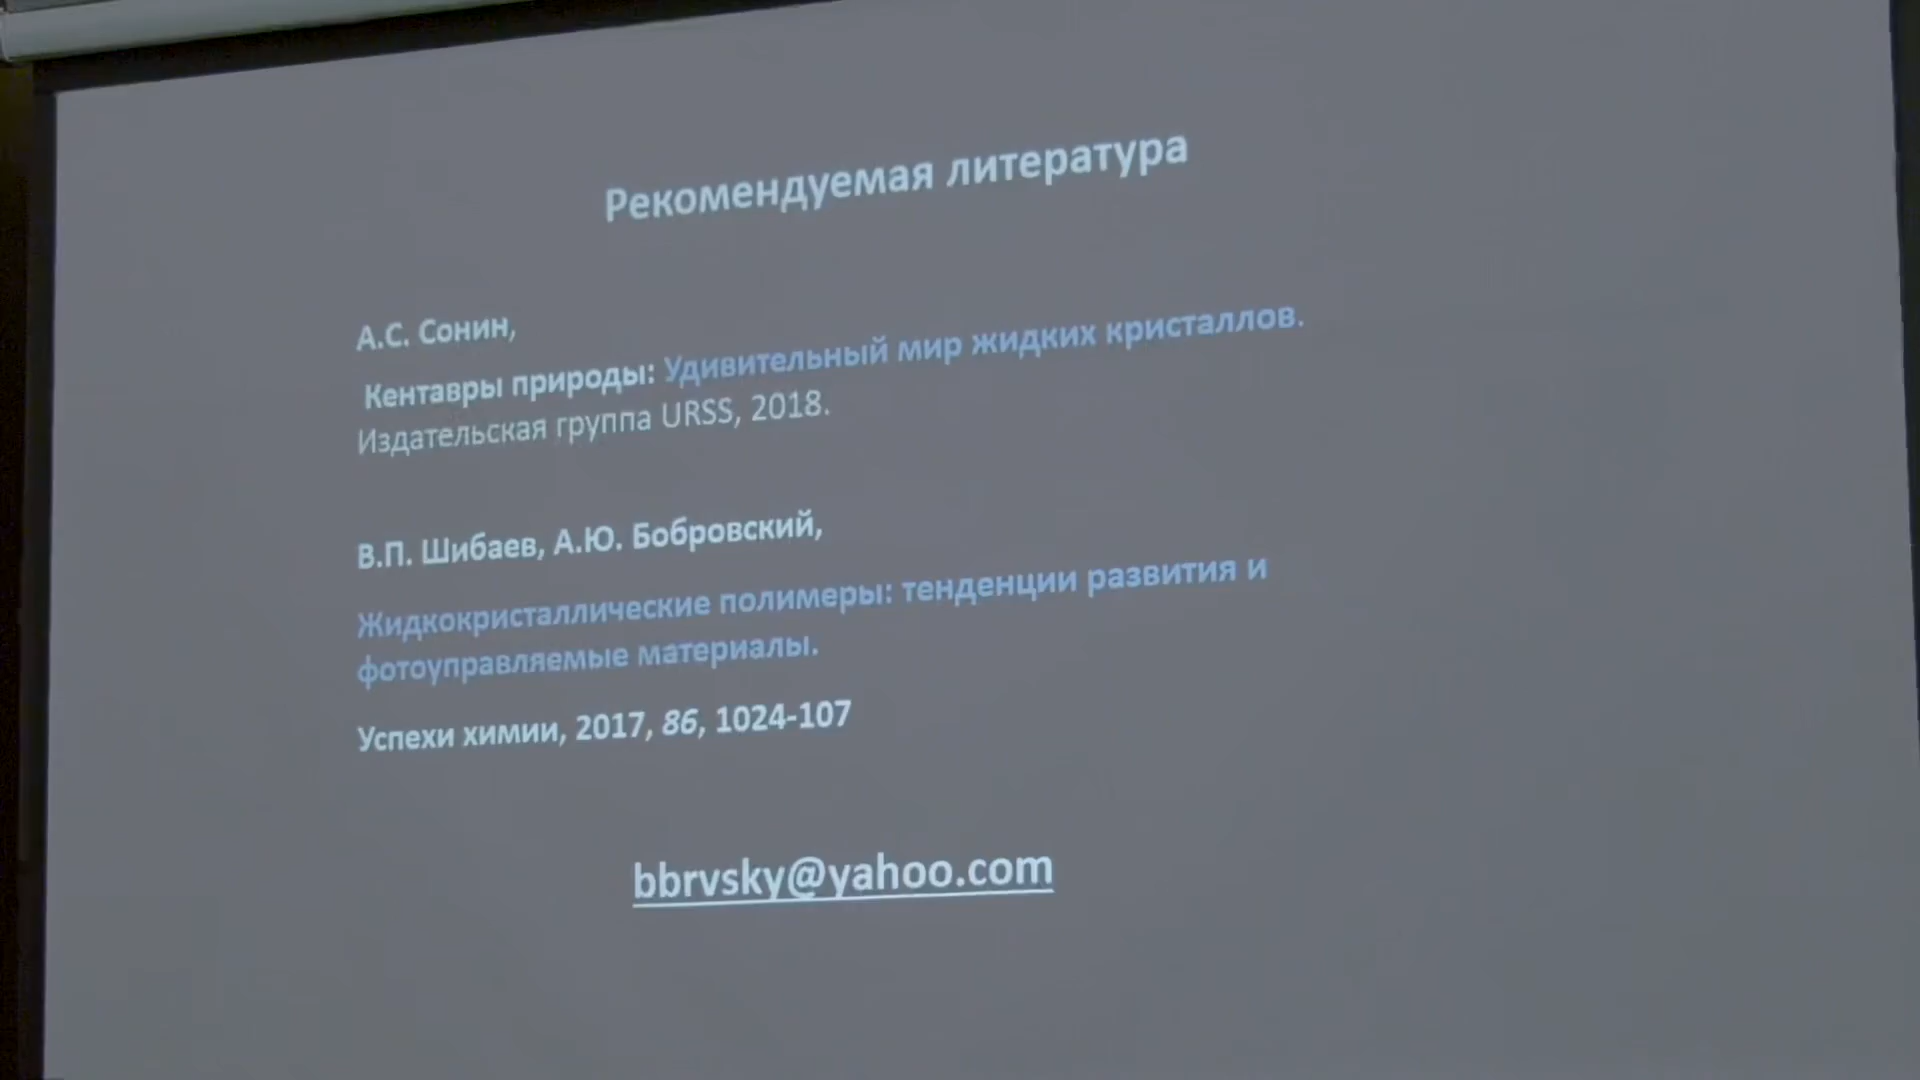 Рекомендуемая литература
А.С. Сонин,
Кентавры природы: Удивительный мир жидких кристаллов.
Издательская группа URSS, 2018.
В.П. Шибаев, А.Ю. Бобровский,
Жидкокристаллические полимеры: тенденции развития и
фотоуправляемые материалы.
Успехи химии, 2017, 86, 1024-107
bbrvsky@yahoo.com